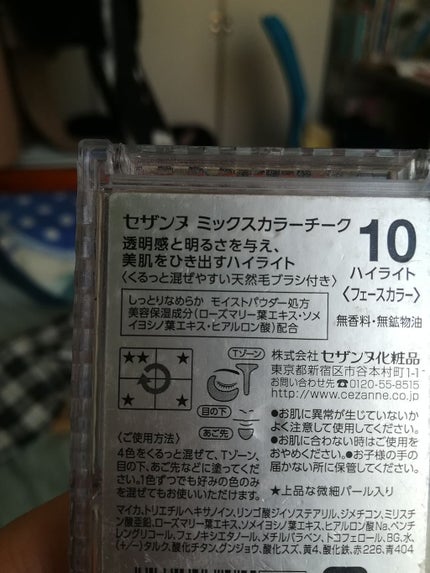 セザンヌ ミックスカラーチーク
透明感と明るさを与え、
美肌をひき出すハイライト
〈くるっと混ぜやすい天然毛ブラシ付き〉
10
ハイライト
〈フェースカラー〉
無香料・無鉱物油
しっとりなめらか モイストパウダー処方
美容保湿成分(ローズマリー葉エキス・ソメ
イヨシノ葉エキス・ヒアルロン酸)配合
★★ ★
★ ★
Tゾーン
目の下
あご先
株式会社 セザンヌ化粧品
東京都新宿区市谷本村町1-1
お問い合せ先☎0120-55-8515
http://www.cezanne.co.jp
●お肌に異常が生じていないか
よく注意して使用してください。
●お肌に合わない時はご使用を
おやめください。●お子様の手の
届かない所に保管してください。
〈ご使用方法〉
4色をくるっと混ぜて、Tゾーン、
目の下、あご先などに塗ってくだ
さい。1色ずつでも好みの色のみ
を混ぜてもお使いいただけます。
★上品な微細パール入り
マイカ、トリエチルヘキサノイン、リンゴ酸ジイソステアリル、ジメチコン、ミリスチ
ン酸亜鉛、ローズマリー葉エキス、ソメイヨシノ葉エキス、ヒアルロン酸Na、ペンチ
レングリコール、フェノキシエタノール、メチルパラベン、トコフェロール、BG、水、
(+/-)タルク、酸化チタン、グンジョウ、酸化スズ、黄4、酸化鉄、赤226、青404